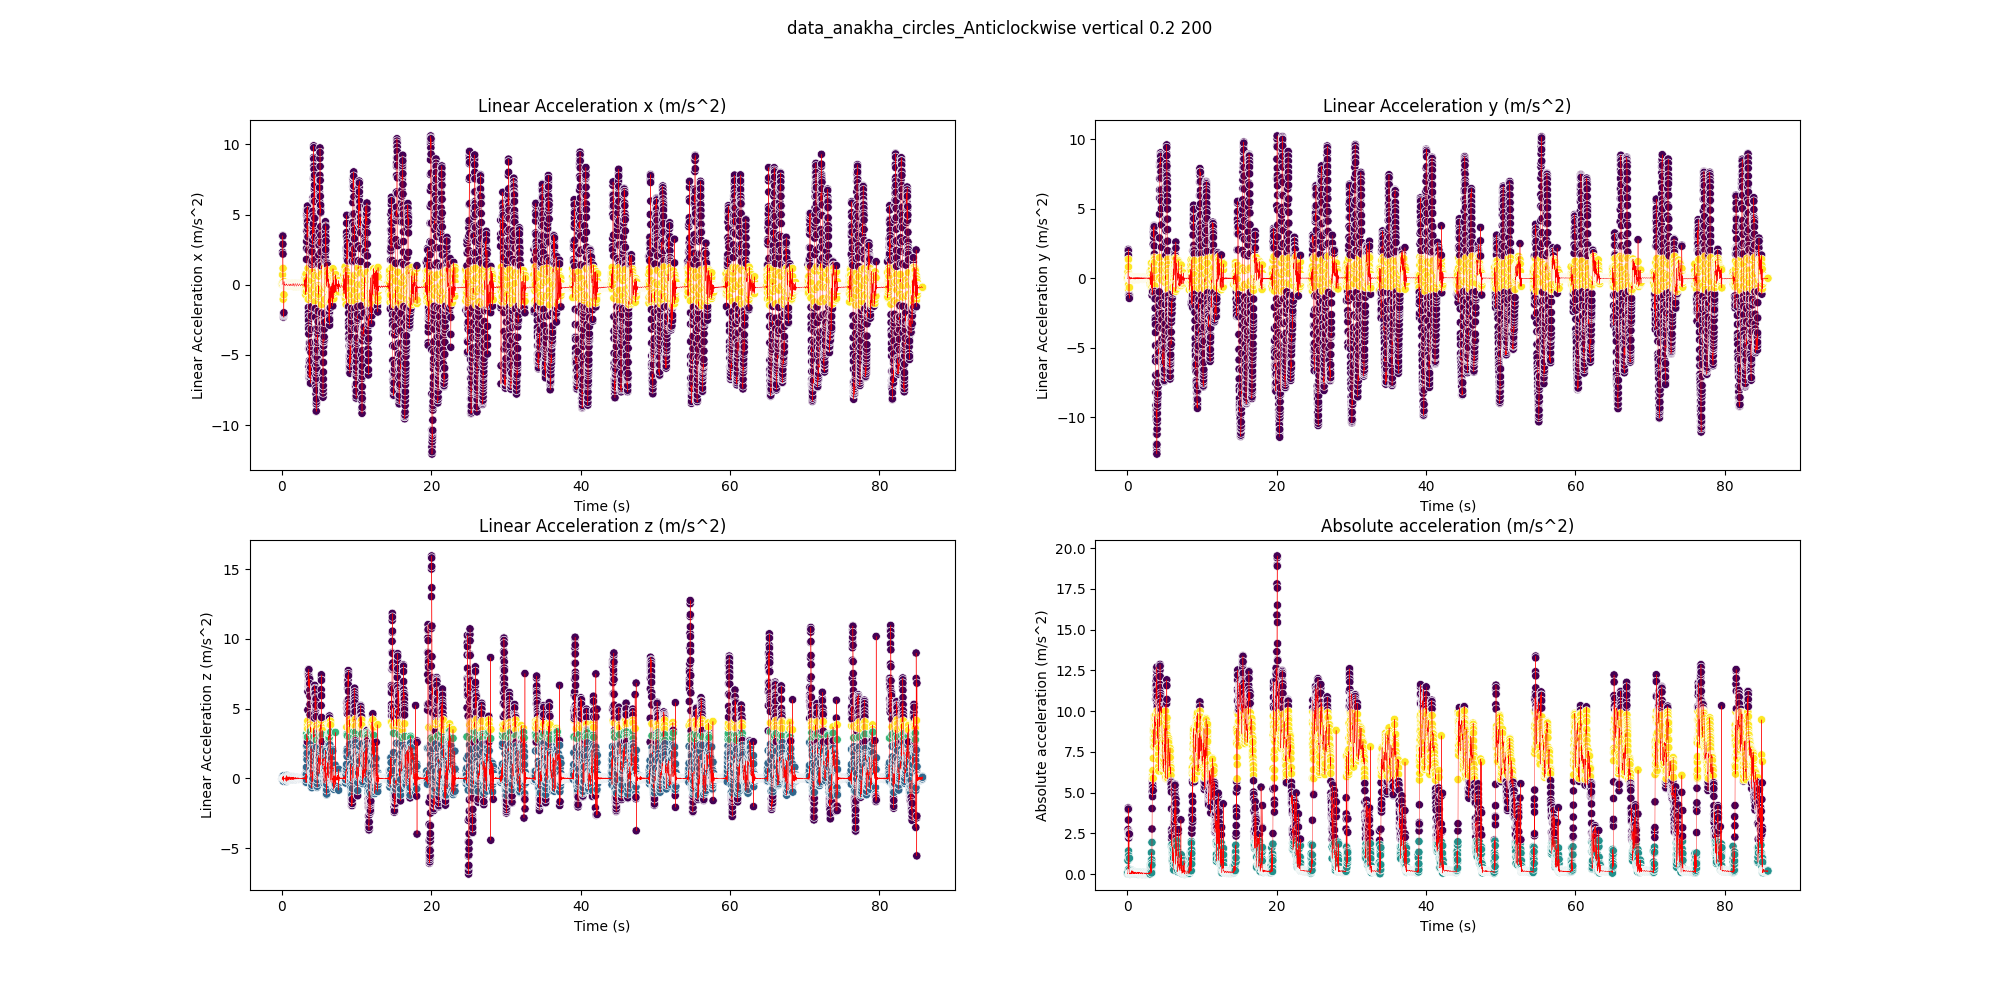 data_anakha_circles_Anticlockwise vertical 0.2 200
Linear Acceleration x (m/s^2)
Linear Acceleration x (m/s^2)
10
5
0
−5
−10
0 20 40 60 80
Time (s)
Linear Acceleration y (m/s^2)
Linear Acceleration y (m/s^2)
10
5
0
−5
−10
0 20 40 60 80
Time (s)
Linear Acceleration z (m/s^2)
Linear Acceleration z (m/s^2)
15
10
5
0
−5
0 20 40 60 80
Time (s)
Absolute acceleration (m/s^2)
Absolute acceleration (m/s^2)
20.0
17.5
15.0
12.5
10.0
7.5
5.0
2.5
0.0
0 20 40 60 80
Time (s)